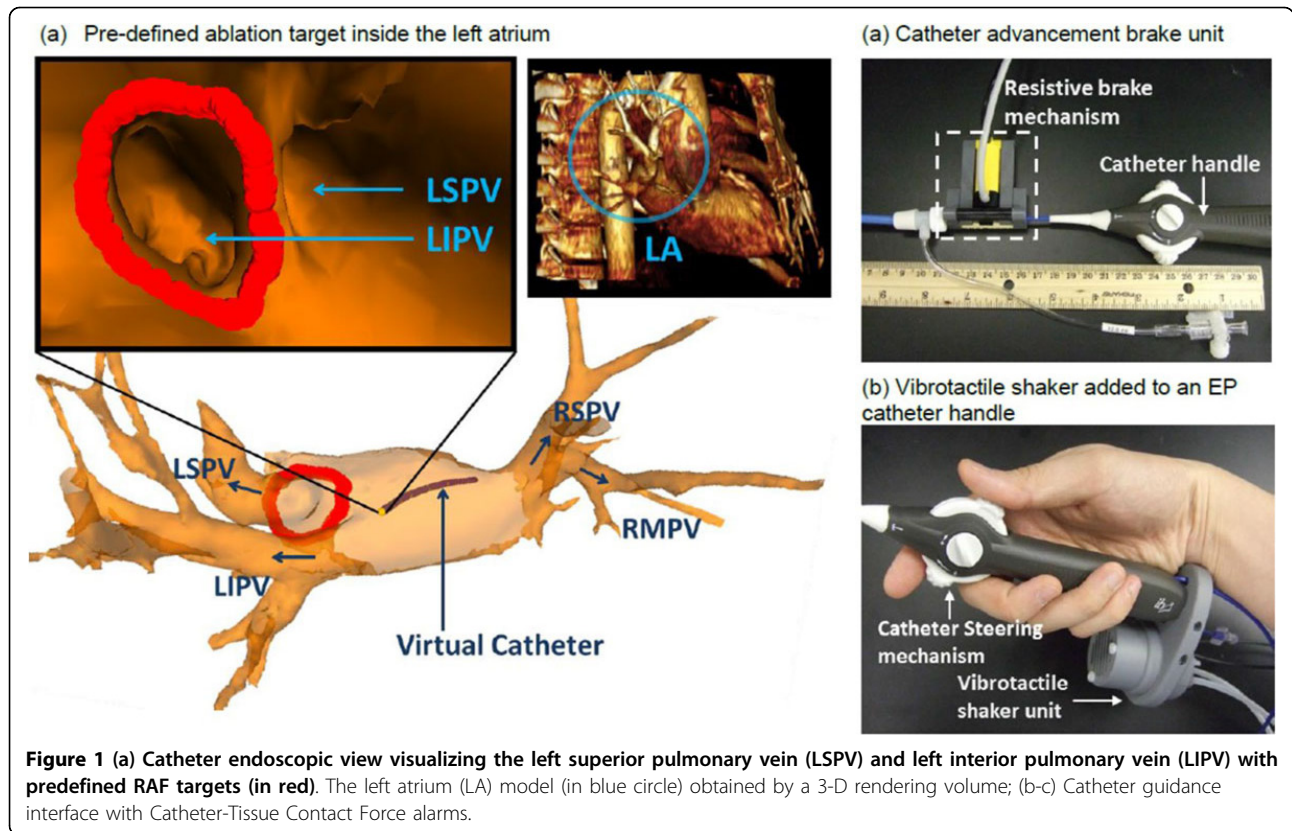 (a) Pre-defined ablation target inside the left atrium
LSPV
LIPV
LA
LSPV
LIPV
RSPV
RMPV
Virtual Catheter
(a) Catheter advancement brake unit
Resistive brake
mechanism
Catheter handle
(b) Vibrotactile shaker added to an EP
catheter handle
Catheter Steering
mechanism
Vibrotactile
shaker unit
Figure 1 (a) Catheter endoscopic view visualizing the left superior pulmonary vein (LSPV) and left interior pulmonary vein (LIPV) with
predefined RAF targets (in red). The left atrium (LA) model (in blue circle) obtained by a 3-D rendering volume; (b-c) Catheter guidance
interface with Catheter-Tissue Contact Force alarms.